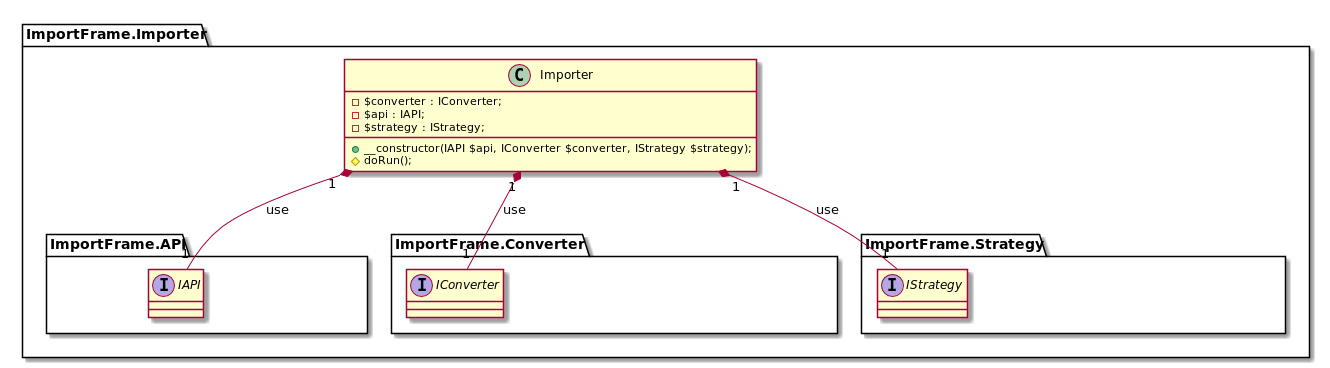 ImportFrame.Importer
C Importer
$converter : IConverter;
$api : IAPI;
$strategy : IStrategy;
__constructor(IAPI $api, IConverter $converter, IStrategy $strategy);
doRun();
1 1 1
use use use
ImportFrame.API ImportFrame.Converter ImportFrame.Strategy
1 1 1
I IAPI I IConverter I IStrategy